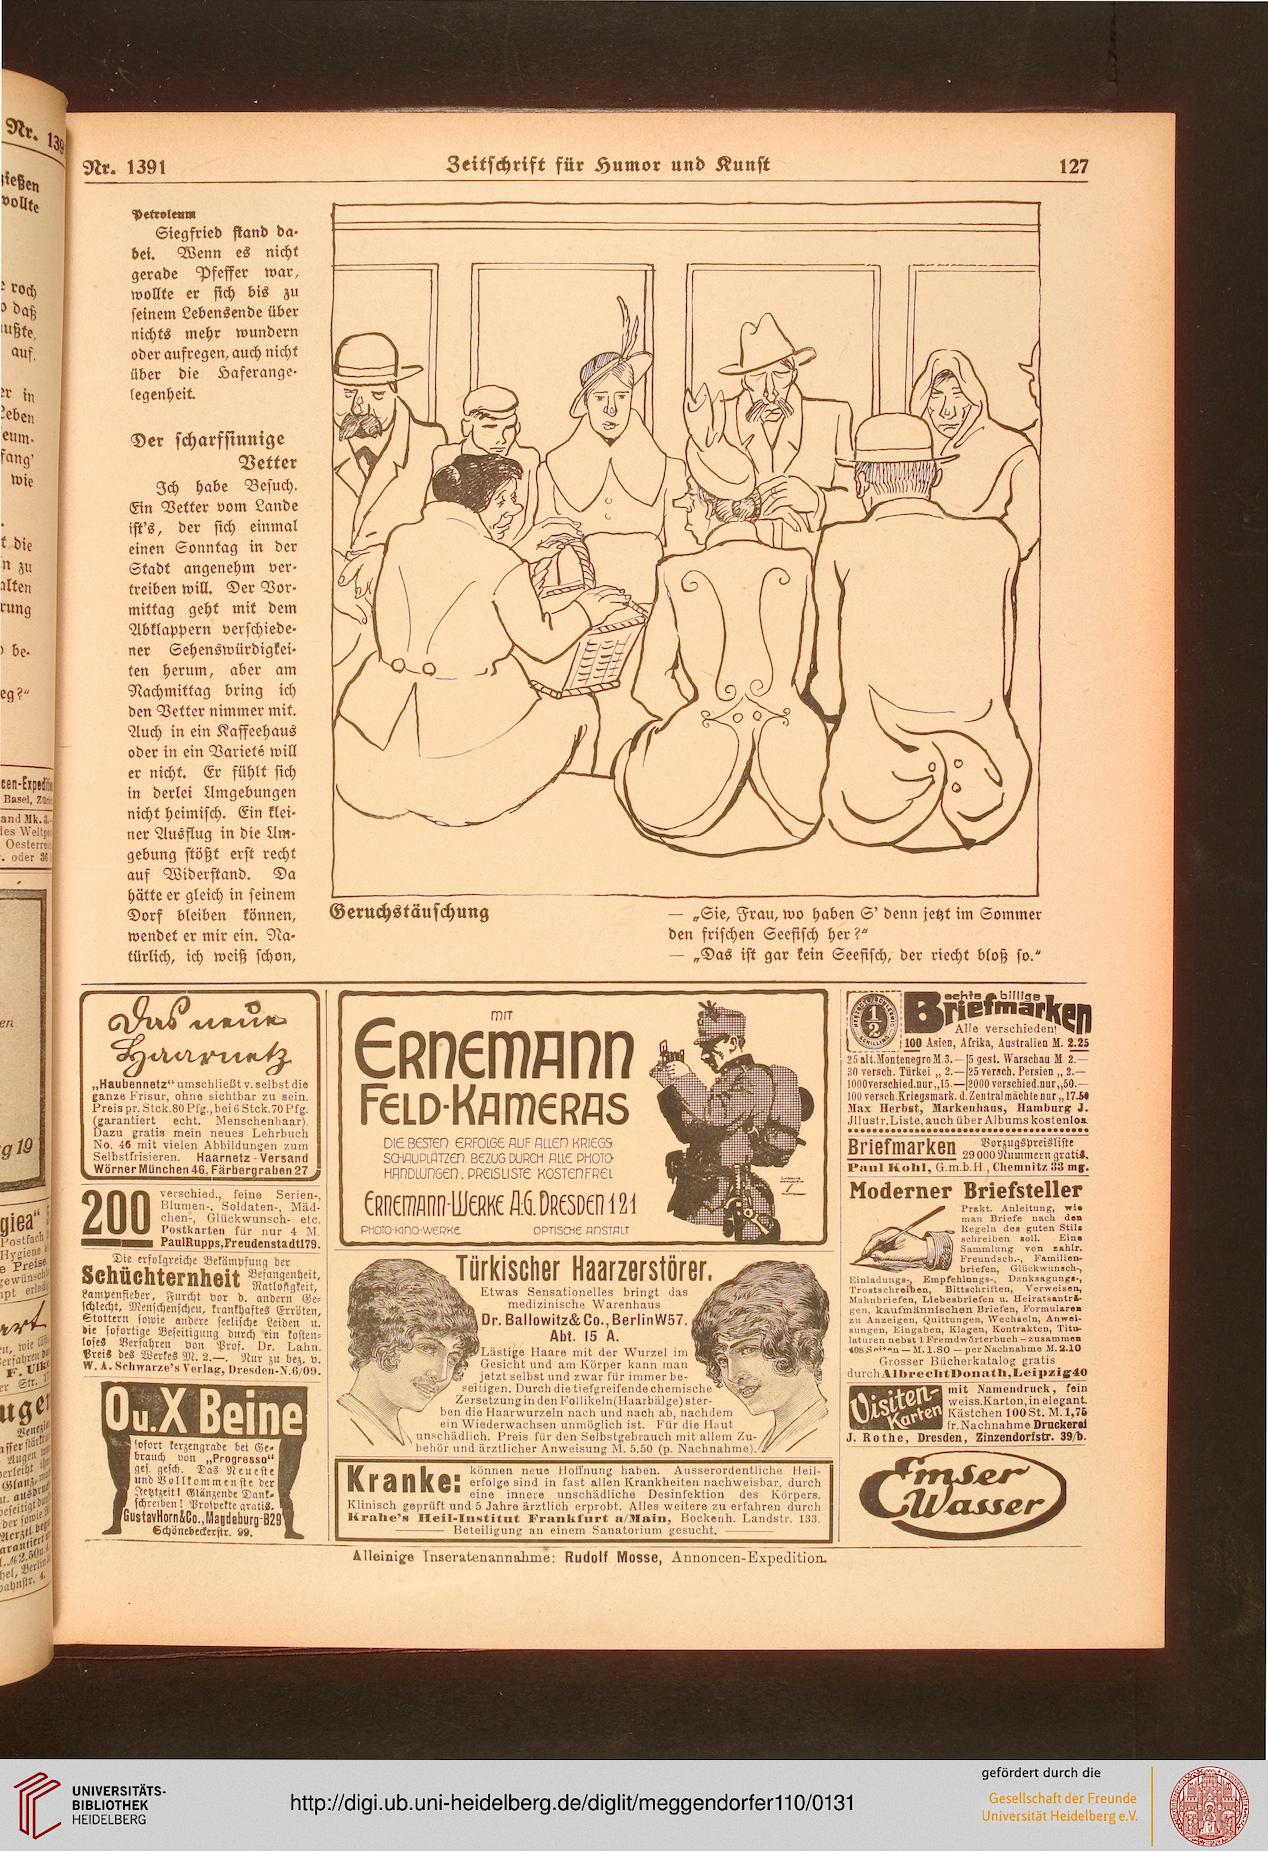 Nr. 139
Nr. 1391
Zeitschrift für Humor und Kunst
127
Petroleum
Siegfried stand da-
bei. Wenn es nicht
gerade Pfeffer war,
wollte er sich bis zu
seinem Lebensende über
nichts mehr wundern
oder aufregen, auch nicht
über die Haferange-
legenheit.
Der scharfsinnige
Vetter
Ich habe Besuch.
Ein Vetter vom Lande
ist's, der sich einmal
einen Sonntag in der
Stadt angenehm ver-
treiben will. Der Vor-
mittag geht mit dem
Abklappern verschiede-
ner Sehenswürdigkei-
ten herum, aber am
Nachmittag bring ich
den Vetter nimmer mit.
Auch in ein Kaffeehaus
oder in ein Varieté will
er nicht. Er fühlt sich
in derlei Umgebungen
nicht heimisch. Ein klei-
ner Ausflug in die Um-
gebung stößt erst recht
auf Widerstand. Da
hätte er gleich in seinem
Dorf bleiben können,
wendet er mir ein. Na-
türlich, ich weiß schon,
Geruchstäuschung
— „Sie, Frau, wo haben S' denn jetzt im Sommer
den frischen Seefisch her?“
— „Das ist gar kein Seefisch, der riecht bloß so.“
Das neue
Haarnetz
„Haubennetz“ umschließt v. selbst die
ganze Frisur, ohne sichtbar zu sein.
Preis pr. Stck. 80 Pfg., bei 6 Stck. 70 Pfg.
(garantiert echt. Menschenhaar).
Dazu gratis mein neues Lehrbuch
No. 46 mit vielen Abbildungen zum
Selbstfrisieren. Haarnetz-Versand
Wörner München 46, Färbergraben 27
200
verschied., feine Serien-,
Blumen-, Soldaten-, Mäd-
chen-, Glückwunsch- etc.
Postkarten für nur 4 M.
Paul Rupps, Freudenstadt 179.
Die erfolgreiche Bekämpfung der
Schüchternheit Befangenheit,
Ratlosigkeit,
Lampenfieber, Furcht vor d. andern Ge-
schlecht, Menschenscheu, krankhaftes Erröten,
Stottern sowie andere seelische Leiden u.
die sofortige Beseitigung durch ein kosten-
loses Verfahren von Prof. Dr. Lahn.
Preis des Werkes M. 2.—. Nur zu bez. v.
W. A. Schwarze's Verlag, Dresden-N. 6/09.
O u. X Beine
sofort kerzengrade bei Ge-
brauch von „Progresso“
ges. gesch. Das Neueste
und Vollkommenste der
Jetztzeit! Glänzende Dank-
schreiben! Prospekte gratis.
Gustav Horn & Co., Magdeburg-B29
Schönebeckerstr. 99.
MIT
ERNEMANN
FELD-KAMERAS
DIE BESTEN ERFOLGE AUF ALLEN KRIEGS-
SCHAUPLÄTZEN BEZUG DURCH ALLE PHOTO-
HANDLUNGEN. PREISLISTE KOSTENFREI.
ERNEMANN-WERKE A.G. DRESDEN 121
PHOTO-KINO-WERKE
OPTISCHE ANSTALT
Türkischer Haarzerstörer.
Etwas Sensationelles bringt das
medizinische Warenhaus
Dr. Ballowitz & Co., Berlin W57.
Abt. 15 A.
Lästige Haare mit der Wurzel im
Gesicht und am Körper kann man
jetzt selbst und zwar für immer be-
seitigen. Durch die tiefgreifende chemische
Zersetzung in den Follikeln (Haarbälge) ster-
ben die Haarwurzeln nach und nach ab, nachdem
ein Wiederwachsen unmöglich ist. Für die Haut
unschädlich. Preis für den Selbstgebrauch mit allem Zu-
behör und ärztlicher Anweisung M. 5.50 (p. Nachnahme).
Kranke:
können neue Hoffnung haben. Ausserordentliche Heil-
erfolge sind in fast allen Krankheiten nachweisbar, durch
eine innere unschädliche Desinfektion des Körpers.
Klinisch geprüft und 5 Jahre ärztlich erprobt. Alles weitere zu erfahren durch
Krahe's Heil-Institut Frankfurt a/Main, Bockenh. Landstr. 133.
Beteiligung an einem Sanatorium gesucht.
echte billige
Briefmarken
Alle verschieden!
100 Asien, Afrika, Australien M. 2.25
25 alt. Montenegro M. 3.— | 5 gest. Warschau M 2.—
30 versch. Türkei „ 2.— | 25 versch. Persien „ 2.—
1000 verschied. nur „ 15.— | 2000 verschied. nur „ 50.—
100 versch. Kriegsmark. d. Zentralmächte nur „ 17.50
Max Herbst, Markenhaus, Hamburg J.
Jllustr. Liste, auch über Albums kostenlos.
Briefmarken Vorzugspreisliste
29 000 Nummern gratis.
Paul Kohl, G.m.b.H., Chemnitz 33 mg.
Moderner Briefsteller
Prakt. Anleitung, wie
man Briefe nach den
Regeln des guten Stils
schreiben soll. Eine
Sammlung von zahlr.
Freundsch.-, Familien-
briefen, Glückwunsch-,
Einladungs-, Empfehlungs-, Danksagungs-,
Trostschreiben, Bittschriften, Verweisen,
Mahnbriefen, Liebesbriefen u. Heiratsanträ-
gen, kaufmännischen Briefen, Formularen
zu Anzeigen, Quittungen, Wechseln, Anwei-
sungen, Eingaben, Klagen, Kontrakten, Titu-
laturen nebst 1 Fremdwörterbuch – zusammen
408 Seiten — M. 1.80 — per Nachnahme M. 2.10
Grosser Bücherkatalog gratis
durch Albrecht Donath, Leipzig 40
Visiten-
Karten
mit Namendruck, fein
weiss. Karton, in elegant.
Kästchen 100 St. M. 1,75
fr. Nachnahme Druckerei
J. Rothe, Dresden, Zinzendorfstr. 39/b.
Emser
Wasser
Alleinige Inseratenannahme: Rudolf Mosse, Annoncen-Expedition.
UNIVERSITÄTS-
BIBLIOTHEK
HEIDELBERG
http://digi.ub.uni-heidelberg.de/diglit/meggendorfer110/0131
gefördert durch die
Gesellschaft der Freunde
Universität Heidelberg e.V.